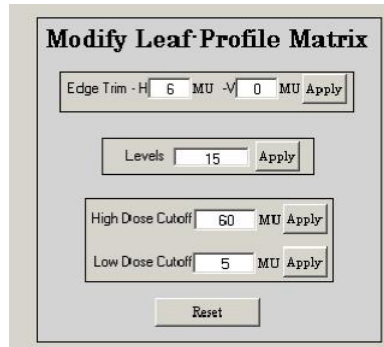 Modify Leaf-Profile Matrix
Edge Trim - H 6 MU -V 0 MU Apply
Levels 15 Apply
High Dose Cutoff 60 MU Apply
Low Dose Cutoff 5 MU Apply
Reset